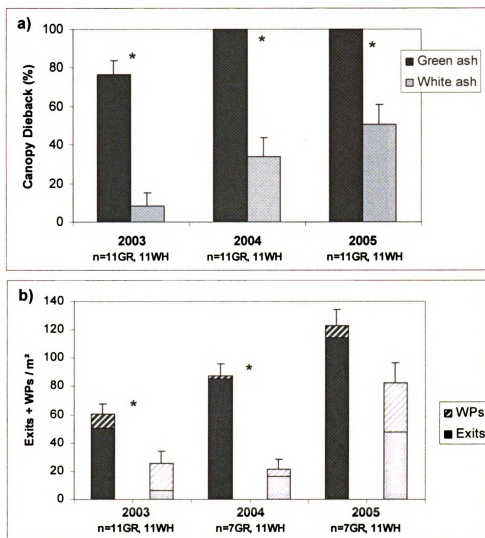 a)
Canopy Dieback (%)
100
80
60
40
20
0
*
*
*
Green ash
White ash
2003
2004
2005
n=11GR, 11WH
n=11GR, 11WH
n=11GR, 11WH
b)
Exits + WPs / m²
140
120
100
80
60
40
20
0
*
*
WPs
Exits
2003
2004
2005
n=11GR, 11WH
n=7GR, 11WH
n=7GR, 11WH